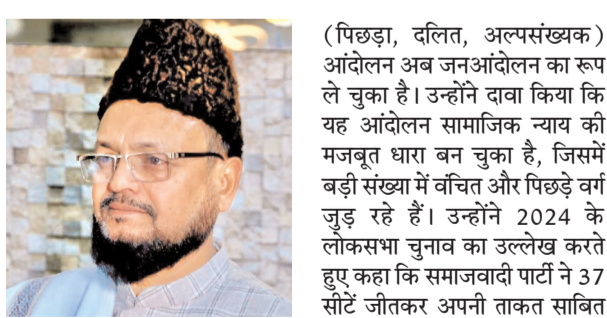 (पिछड़ा, दलित, अल्पसंख्यक)
आंदोलन अब जनआंदोलन का रूप
ले चुका है। उन्होंने दावा किया कि
यह आंदोलन सामाजिक न्याय की
मजबूत धारा बन चुका है, जिसमें
बड़ी संख्या में वंचित और पिछड़े वर्ग
जुड़ रहे हैं। उन्होंने 2024 के
लोकसभा चुनाव का उल्लेख करते
हुए कहा कि समाजवादी पार्टी ने 37
सीटें जीतकर अपनी ताकत साबित